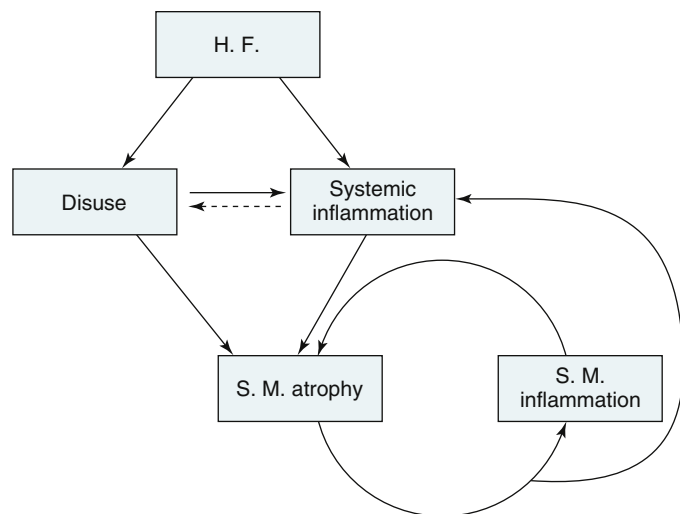 H. F.
Disuse
Systemic
inflammation
S. M. atrophy
S. M.
inflammation